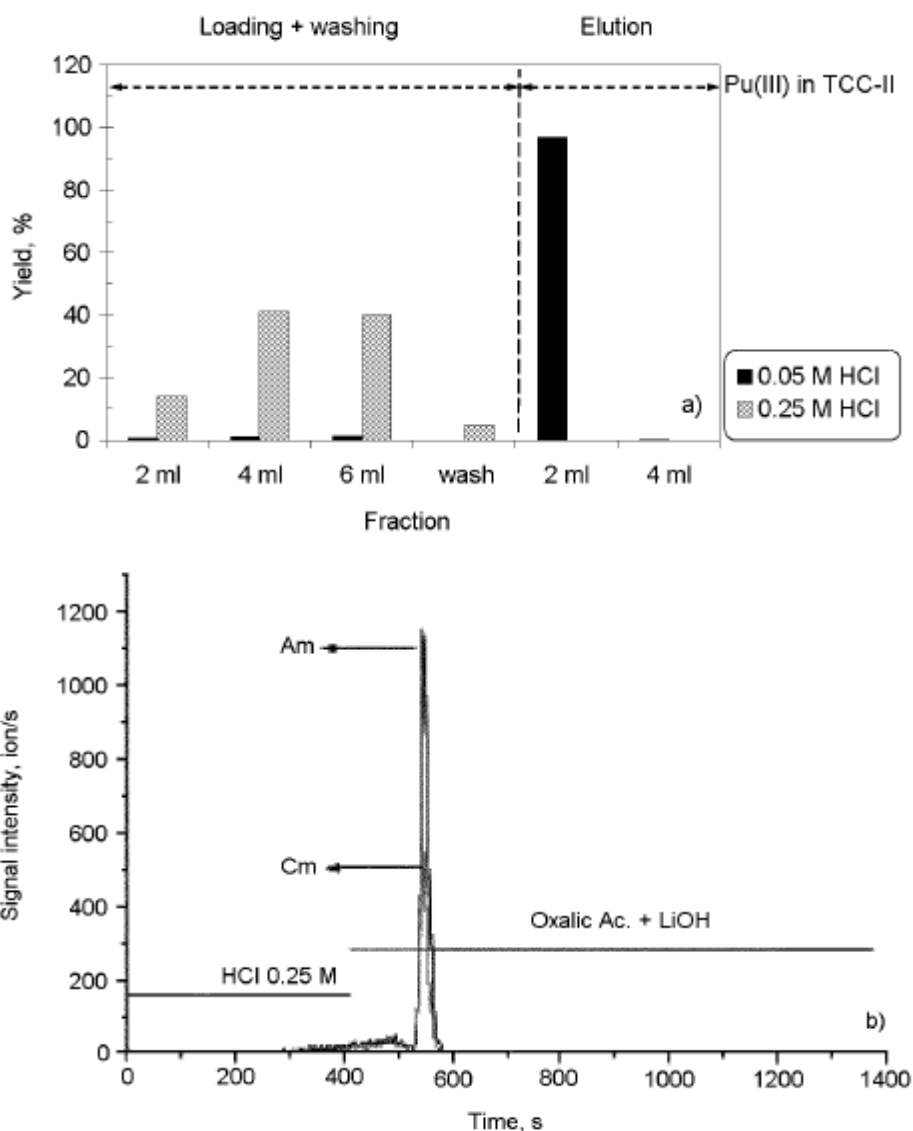 Loading + washing Elution
120
Pu(III) in TCC-II
100
80
60
40
20
0
Yield, %
a)
0.05 M HCl
0.25 M HCl
2 ml 4 ml 6 ml wash 2 ml 4 ml
Fraction
1200
1000
800
600
400
200
0
Signal intensity, ion/s
Am
Cm
Oxalic Ac. + LiOH
HCl 0.25 M
b)
0 200 400 600 800 1000 1200 1400
Time, s